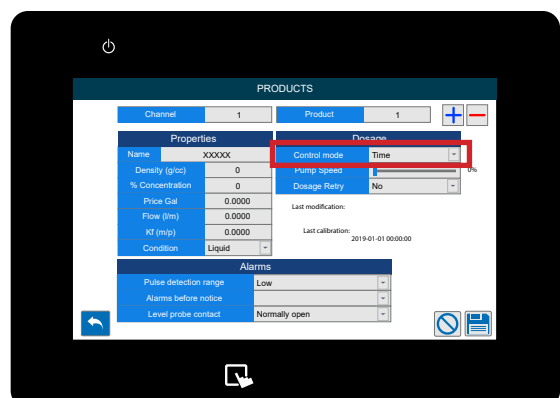 PRODUCTS
Channel 1 Product 1
Properties
Name XXXXX
Density (g/cc) 0
% Concentration 0
Price Gal 0.0000
Flow (l/m) 0.0000
Kf (m/p) 0.0000
Condition Liquid
Dosage
Control mode Time
Pump Speed 0%
Dosage Retry No
Last modification:
Last calibration:
2019-01-01 00:00:00
Alarms
Pulse detection range Low
Alarms before notice
Level probe contact Normally open